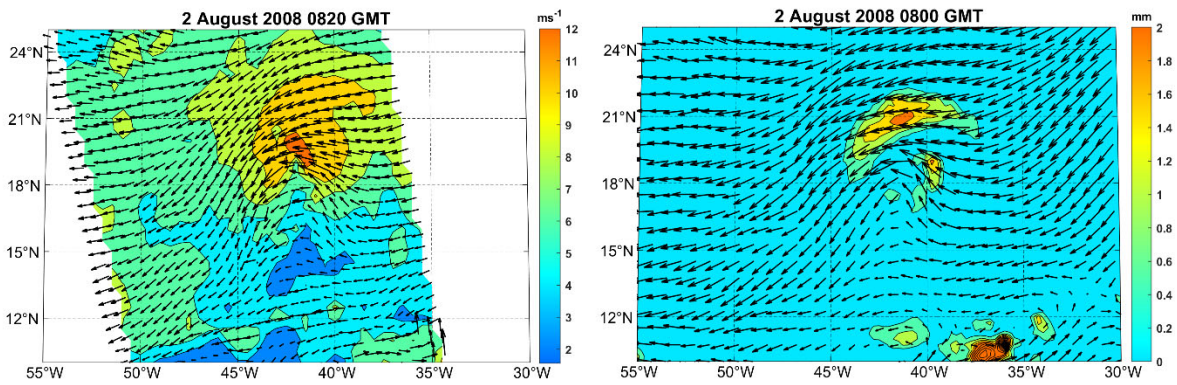 2 August 2008 0820 GMT
ms⁻¹
24°N
21°N
18°N
15°N
12°N
55°W 50°W 45°W 40°W 35°W 30°W
12
11
10
9
8
7
6
5
4
3
2
2 August 2008 0800 GMT
mm
24°N
21°N
18°N
15°N
12°N
55°W 50°W 45°W 40°W 35°W 30°W
2
1.8
1.6
1.4
1.2
1
0.8
0.6
0.4
0.2
0